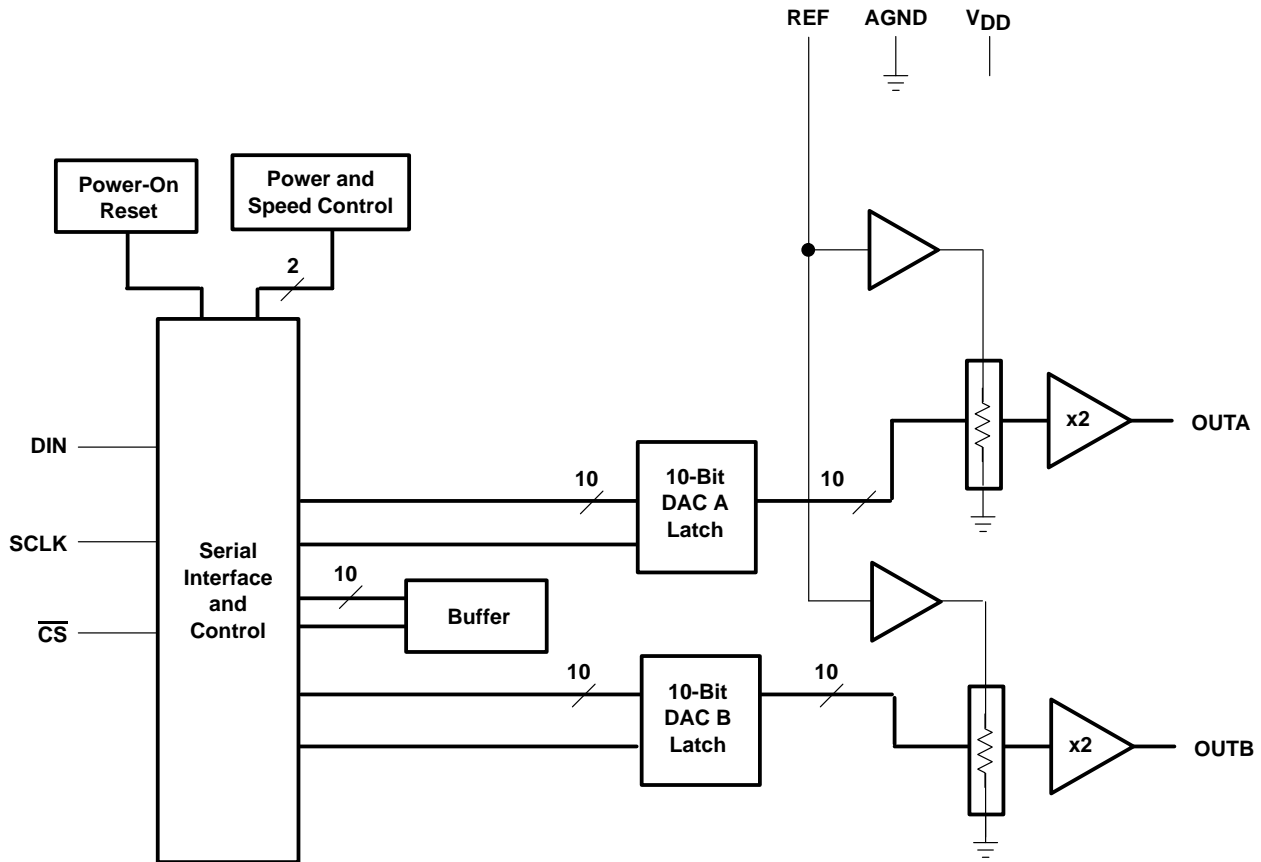 REF AGND VDD
Power-On
Reset
Power and
Speed Control
2
x2
OUTA
DIN
10
10-Bit
DAC A
Latch
10
SCLK
Serial
Interface
and
Control
10
Buffer
CS
10
10-Bit
DAC B
Latch
10
x2
OUTB